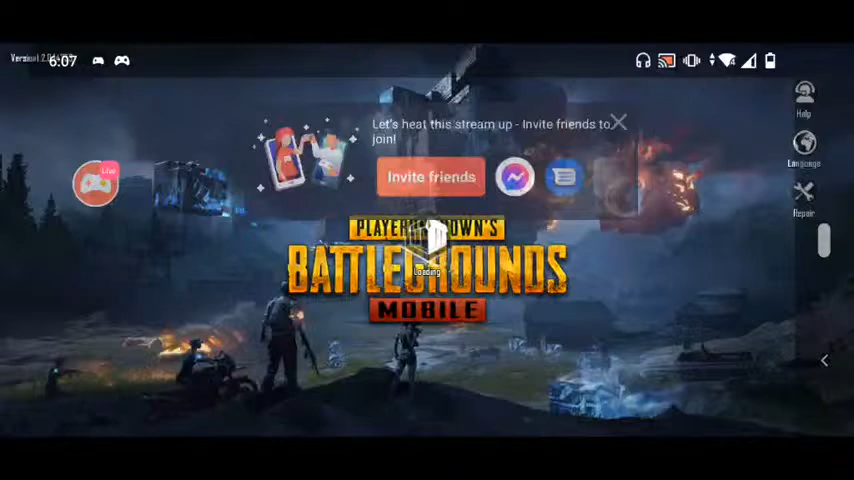 6:07
Let's heat this stream up - Invite friends to
join!
Help
Live
Invite friends
Language
Repair
Loading
BATTLEGROUNDS
MOBILE